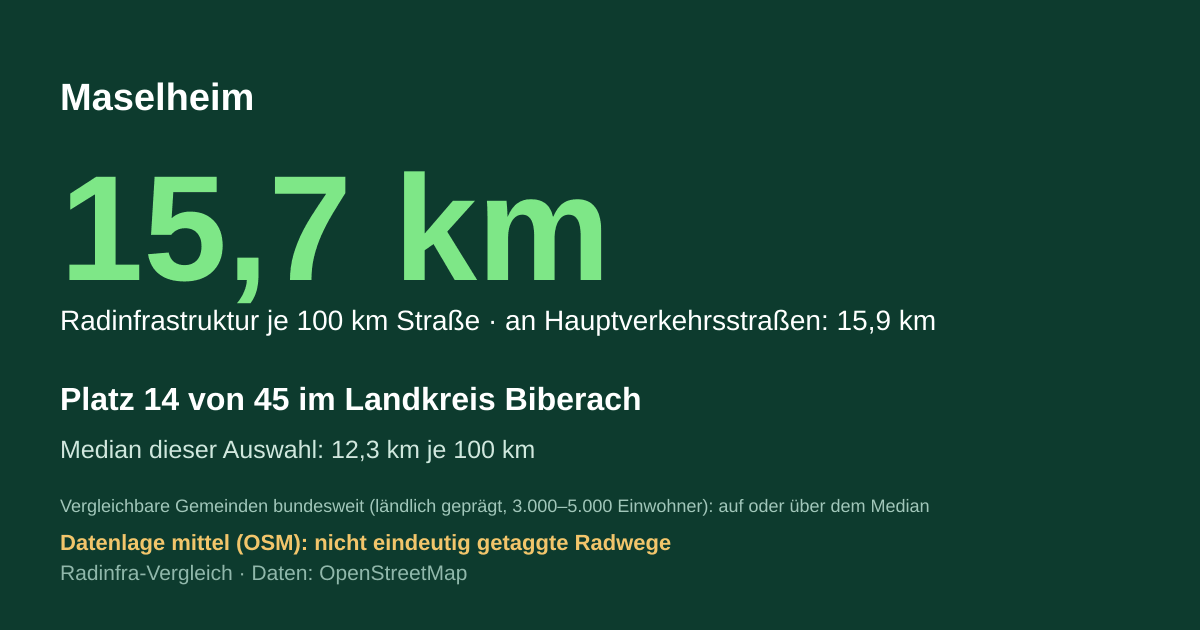 Maselheim
15,7 km
Radinfrastruktur je 100 km Straße · an Hauptverkehrsstraßen: 15,9 km
Platz 14 von 45 im Landkreis Biberach
Median dieser Auswahl: 12,3 km je 100 km
Vergleichbare Gemeinden bundesweit (ländlich geprägt, 3.000–5.000 Einwohner): auf oder über dem Median
Datenlage mittel (OSM): nicht eindeutig getaggte Radwege
Radinfra-Vergleich · Daten: OpenStreetMap